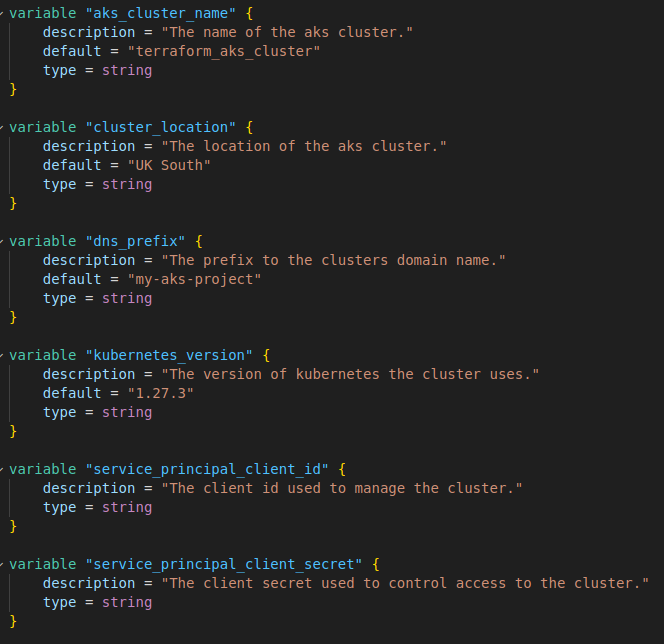 variable "aks_cluster_name" {
    description = "The name of the aks cluster."
    default = "terraform_aks_cluster"
    type = string
}
variable "cluster_location" {
    description = "The location of the aks cluster."
    default = "UK South"
    type = string
}
variable "dns_prefix" {
    description = "The prefix to the clusters domain name."
    default = "my-aks-project"
    type = string
}
variable "kubernetes_version" {
    description = "The version of kubernetes the cluster uses."
    default = "1.27.3"
    type = string
}
variable "service_principal_client_id" {
    description = "The client id used to manage the cluster."
    type = string
}
variable "service_principal_client_secret" {
    description = "The client secret used to control access to the cluster."
    type = string
}